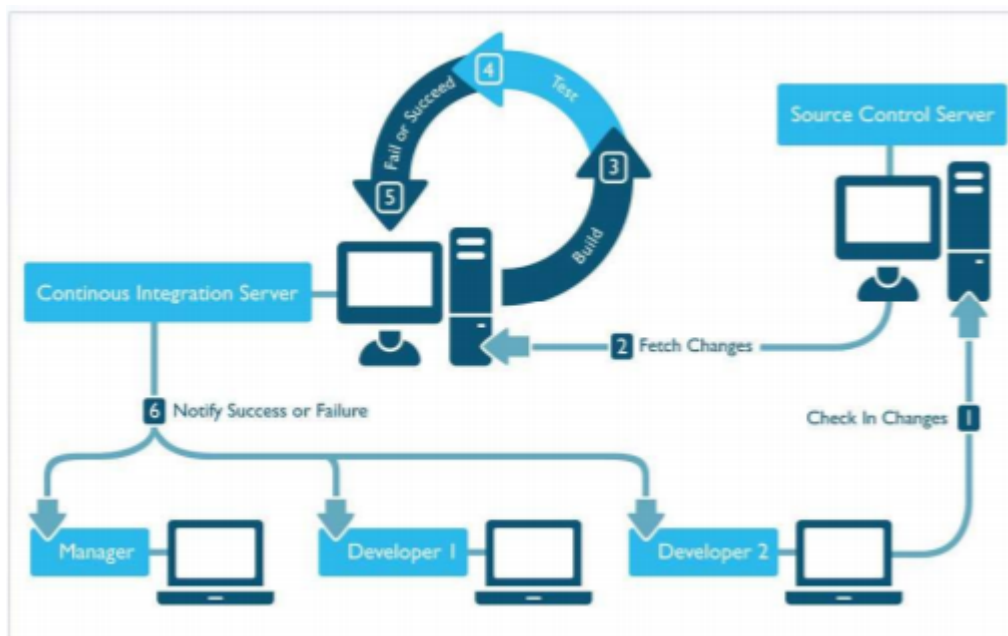 4
Test
Fail or Succeed
Source Control Server
3
5
Build
Continous Integration Server
2 Fetch Changes
6 Notify Success or Failure
Check In Changes 1
Manager
Developer 1
Developer 2